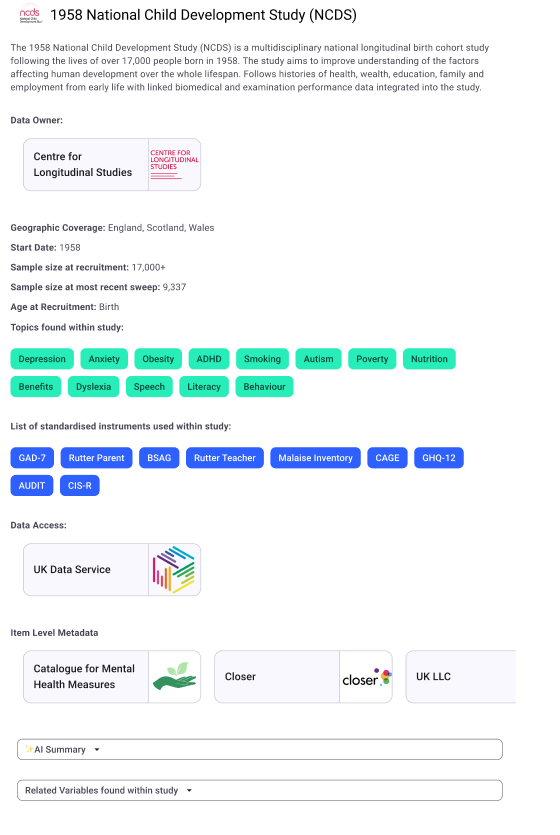 ncds
1958 National Child Development Study (NCDS)
The 1958 National Child Development Study (NCDS) is a multidisciplinary national longitudinal birth cohort study
following the lives of over 17,000 people born in 1958. The study aims to improve understanding of the factors
affecting human development over the whole lifespan. Follows histories of health, wealth, education, family and
employment from early life with linked biomedical and examination performance data integrated into the study.
Data Owner:
Centre for
Longitudinal Studies
CENTRE FOR
LONGITUDINAL
STUDIES
Geographic Coverage: England, Scotland, Wales
Start Date: 1958
Sample size at recruitment: 17,000+
Sample size at most recent sweep: 9,337
Age at Recruitment: Birth
Topics found within study:
Depression Anxiety Obesity ADHD Smoking Autism Poverty Nutrition
Benefits Dyslexia Speech Literacy Behaviour
List of standardised instruments used within study:
GAD-7 Rutter Parent BSAG Rutter Teacher Malaise Inventory CAGE GHQ-12
AUDIT CIS-R
Data Access:
UK Data Service
Item Level Metadata
Catalogue for Mental
Health Measures
Closer
closer
UK LLC
✨AI Summary
Related Variables found within study